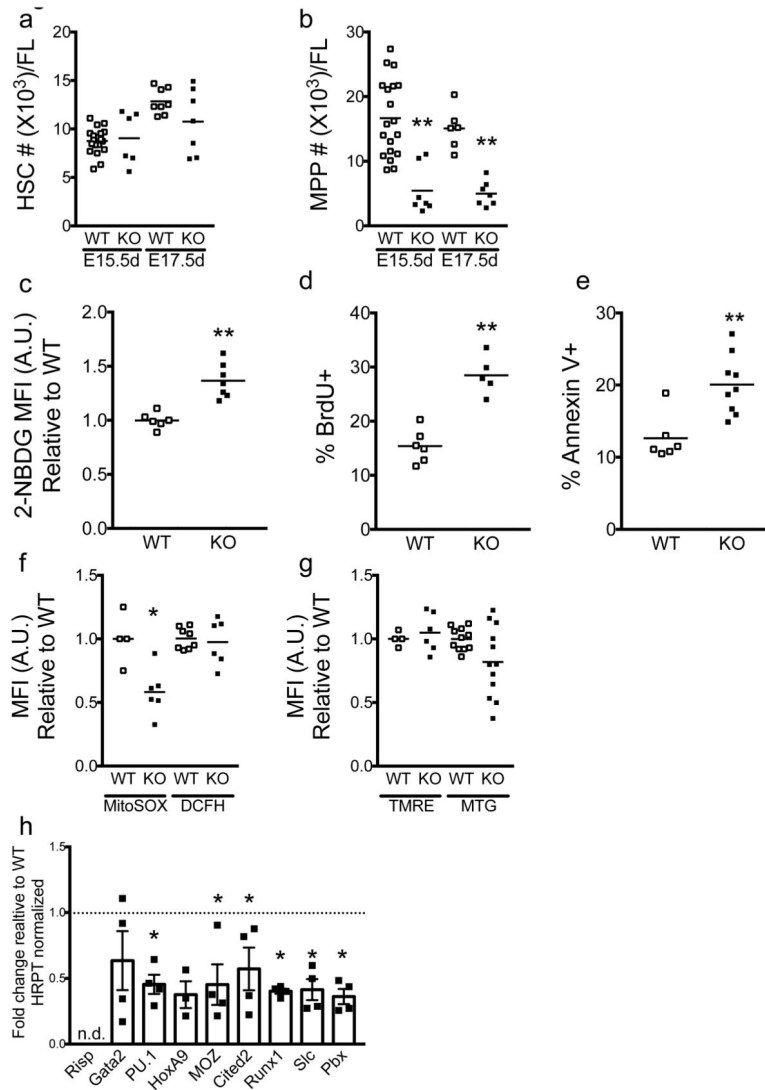 a
HSC # (X10³)/FL
20
15
10
5
0
WT KO WT KO
E15.5d E17.5d
b
MPP # (X10³)/FL
30
20
10
0
**
**
WT KO WT KO
E15.5d E17.5d
c
2-NBDG MFI (A.U.)
Relative to WT
2.0
1.5
1.0
0.5
0.0
**
WT KO
d
% BrdU+
40
30
20
10
0
**
WT KO
e
% Annexin V+
30
20
10
0
**
WT KO
f
MFI (A.U.)
Relative to WT
1.5
1.0
0.5
0.0
*
WT KO WT KO
MitoSOX DCFH
g
MFI (A.U.)
Relative to WT
1.5
1.0
0.5
0.0
WT KO WT KO
TMRE MTG
h
Fold change realtive to WT
HRPT normalized
1.5
1.0
0.5
0.0
n.d.
* * * * * *
Risp Gata2 PU.1 HoxA9 MOZ Cited2 Runx1 Slc Pbx